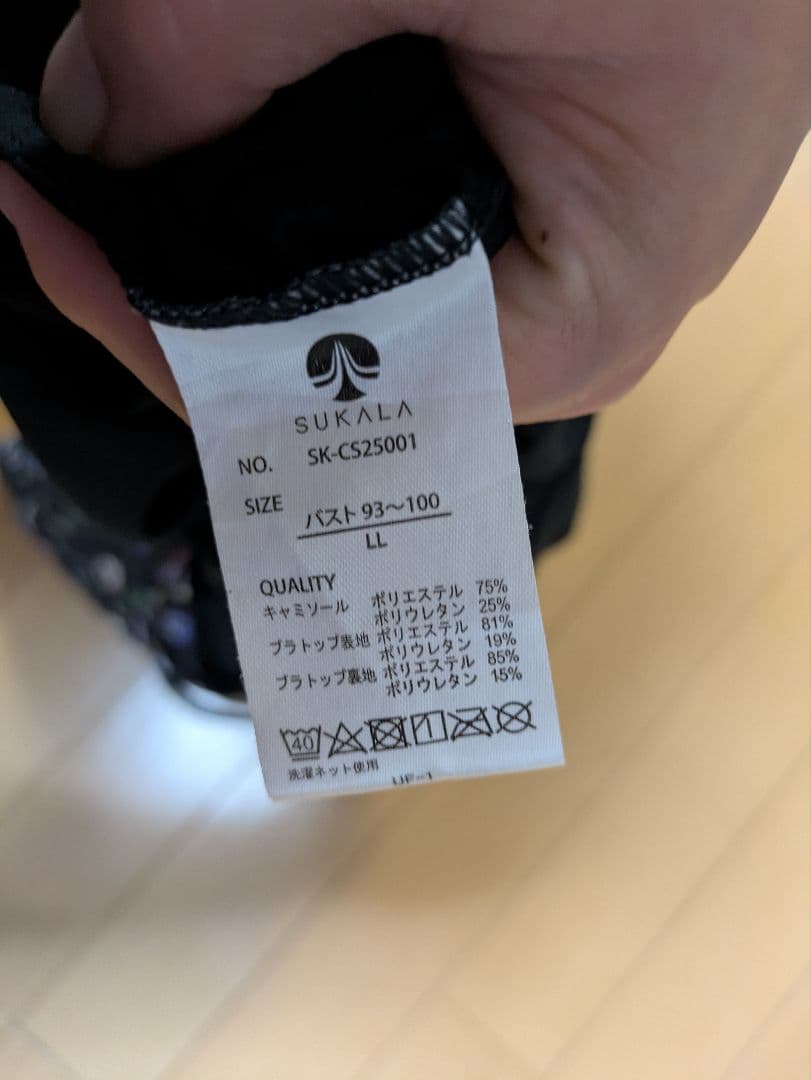 SUKALA
NO. SK-CS25001
SIZE バスト93～100
LL
QUALITY
キャミソール ポリエステル 75%
ポリウレタン 25%
ブラトップ表地 ポリエステル 81%
ポリウレタン 19%
ブラトップ裏地 ポリエステル 85%
ポリウレタン 15%
40
洗濯ネット使用